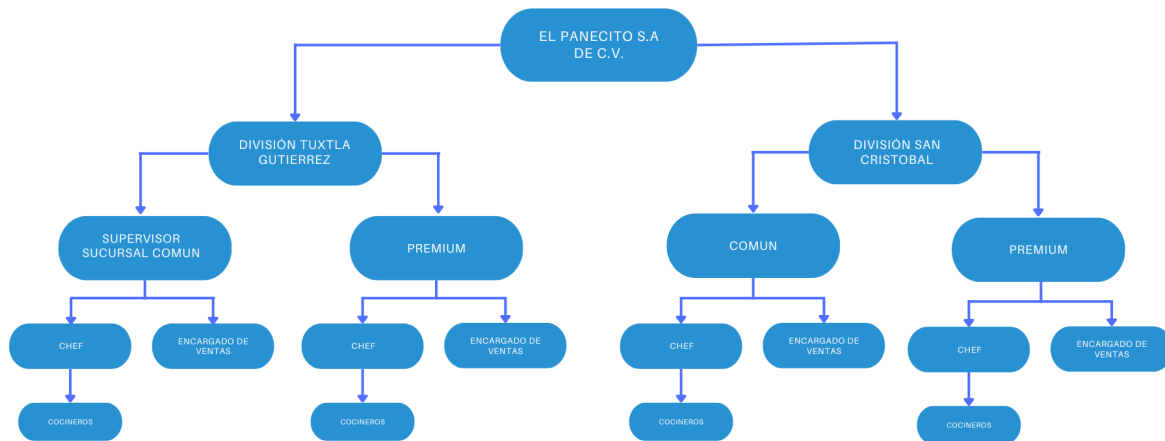 EL PANECITO S.A
DE C.V.
DIVISIÓN TUXTLA
GUTIERREZ
DIVISIÓN SAN
CRISTOBAL
SUPERVISOR
SUCURSAL COMUN
PREMIUM
COMUN
PREMIUM
CHEF
ENCARGADO DE
VENTAS
CHEF
ENCARGADO DE
VENTAS
CHEF
ENCARGADO DE
VENTAS
CHEF
ENCARGADO DE
VENTAS
COCINEROS
COCINEROS
COCINEROS
COCINEROS